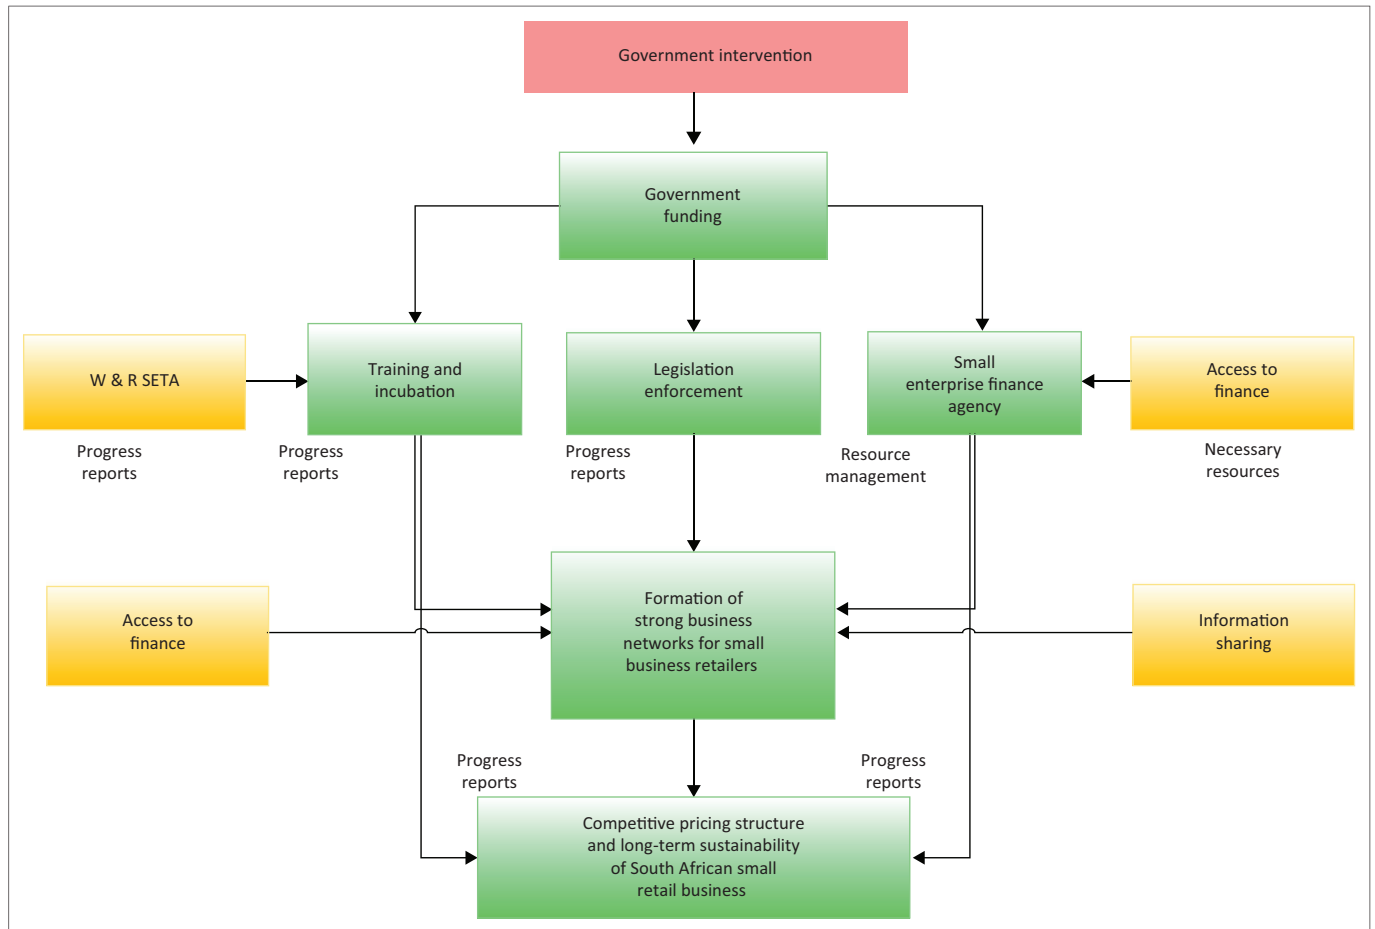 Government intervention
Government
funding
W & R SETA
Training and
incubation
Legislation
enforcement
Small
enterprise finance
agency
Access to
finance
Progress
reports
Progress
reports
Progress
reports
Resource
management
Necessary
resources
Access to
finance
Formation of
strong business
networks for small
business retailers
Information
sharing
Progress
reports
Progress
reports
Competitive pricing structure
and long-term sustainability
of South African small
retail business